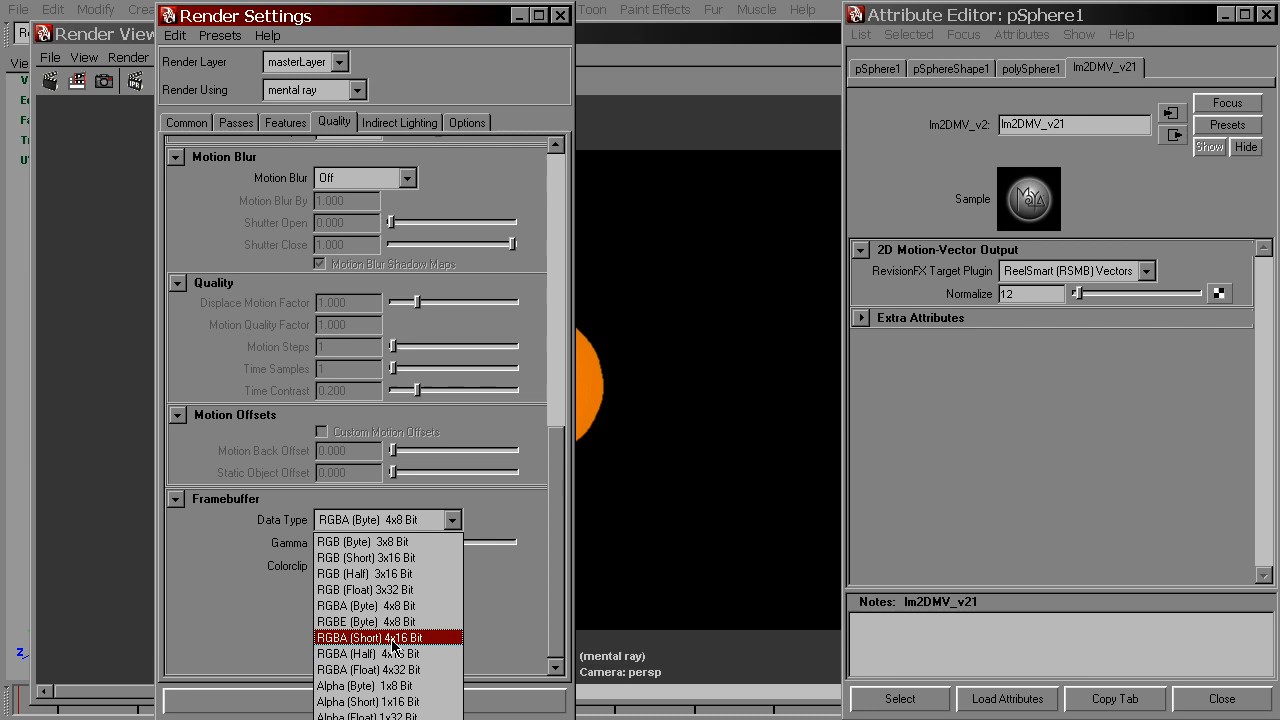 File Edit Modify Crea
Toon Paint Effects Fur Muscle Help
Render View
File View Render
Render Settings
Edit Presets Help
Render Layer masterLayer
Render Using mental ray
Common Passes Features Quality Indirect Lighting Options
Motion Blur
Motion Blur Off
Motion Blur By 1.000
Shutter Open 0.000
Shutter Close 1.000
Motion Blur Shadow Maps
Quality
Displace Motion Factor 1.000
Motion Quality Factor 1.000
Motion Steps 1
Time Samples 1
Time Contrast 0.200
Motion Offsets
Custom Motion Offsets
Motion Back Offset 0.000
Static Object Offset 0.000
Framebuffer
Data Type RGBA (Byte) 4x8 Bit
Gamma
Colorclip
RGB (Byte) 3x8 Bit
RGB (Short) 3x16 Bit
RGB (Half) 3x16 Bit
RGB (Float) 3x32 Bit
RGBA (Byte) 4x8 Bit
RGBE (Byte) 4x8 Bit
RGBA (Short) 4x16 Bit
RGBA (Half) 4x16 Bit
RGBA (Float) 4x32 Bit
Alpha (Byte) 1x8 Bit
Alpha (Short) 1x16 Bit
Alpha (Float) 1x32 Bit
(mental ray)
Camera: persp
z
Attribute Editor: pSphere1
List Selected Focus Attributes Show Help
pSphere1 pSphereShape1 polySphere1 lm2DMV_v21
lm2DMV_v2: lm2DMV_v21
Focus
Presets
Show Hide
Sample
2D Motion-Vector Output
RevisionFX Target Plugin ReelSmart (RSMB) Vectors
Normalize 12
Extra Attributes
Notes: lm2DMV_v21
Select Load Attributes Copy Tab Close